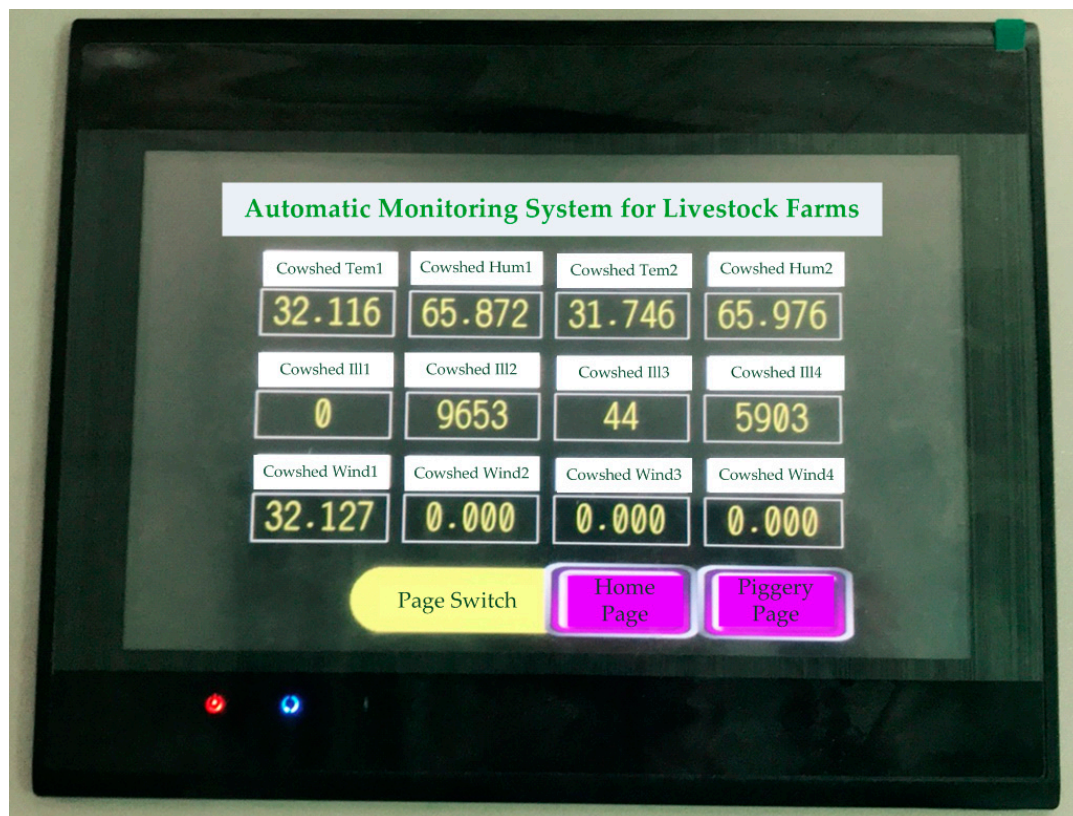 Automatic Monitoring System for Livestock Farms
Cowshed Tem1 Cowshed Hum1 Cowshed Tem2 Cowshed Hum2
32.116 65.872 31.746 65.976
Cowshed Ill1 Cowshed Ill2 Cowshed Ill3 Cowshed Ill4
0 9653 44 5903
Cowshed Wind1 Cowshed Wind2 Cowshed Wind3 Cowshed Wind4
32.127 0.000 0.000 0.000
Page Switch
Home
Page
Piggery
Page